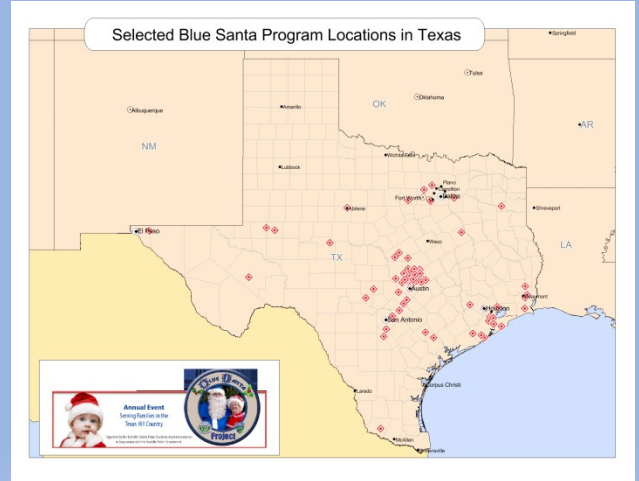 Selected Blue Santa Program Locations in Texas
Springfield
Tulsa
Oklahoma
OK
Albuquerque
Amarillo
AR
NM
Lubbock
Plano
Carrollton
Fort Worth
Dallas
Abilene
Shreveport
El Paso
Waco
LA
TX
Austin
Houston
Beaumont
San Antonio
Laredo
Corpus Christi
McAllen
Brownsville
Annual Event
Serving Families in the
Texas Hill Country
Blue Santa
Project